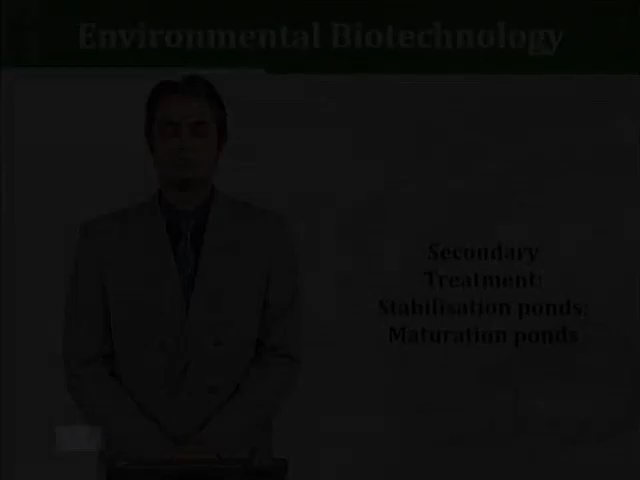 Environmental Biotechnology
Secondary
Treatment:
Stabilisation ponds:
Maturation ponds